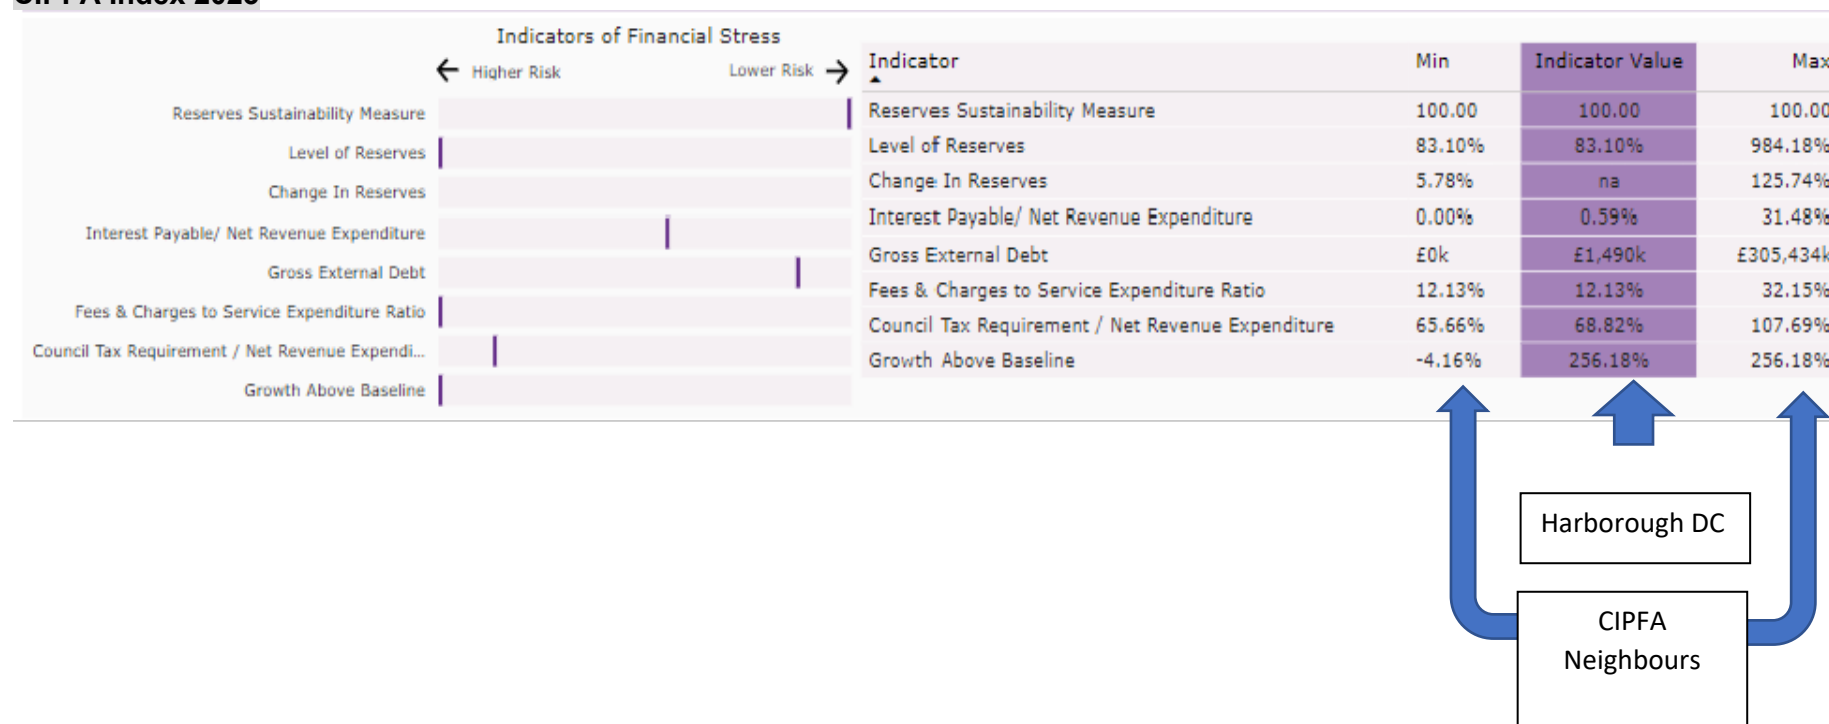 CIPFA Index 2023
Indicators of Financial Stress
Higher Risk
Lower Risk
Reserves Sustainability Measure
Level of Reserves
Change In Reserves
Interest Payable/ Net Revenue Expenditure
Gross External Debt
Fees & Charges to Service Expenditure Ratio
Council Tax Requirement / Net Revenue Expendi...
Growth Above Baseline
Indicator Min Indicator Value Max
Reserves Sustainability Measure 100.00 100.00 100.00
Level of Reserves 83.10% 83.10% 984.18%
Change In Reserves 5.78% na 125.74%
Interest Payable/ Net Revenue Expenditure 0.00% 0.59% 31.48%
Gross External Debt £0k £1,490k £305,434k
Fees & Charges to Service Expenditure Ratio 12.13% 12.13% 32.15%
Council Tax Requirement / Net Revenue Expenditure 65.66% 68.82% 107.69%
Growth Above Baseline -4.16% 256.18% 256.18%
Harborough DC
CIPFA
Neighbours